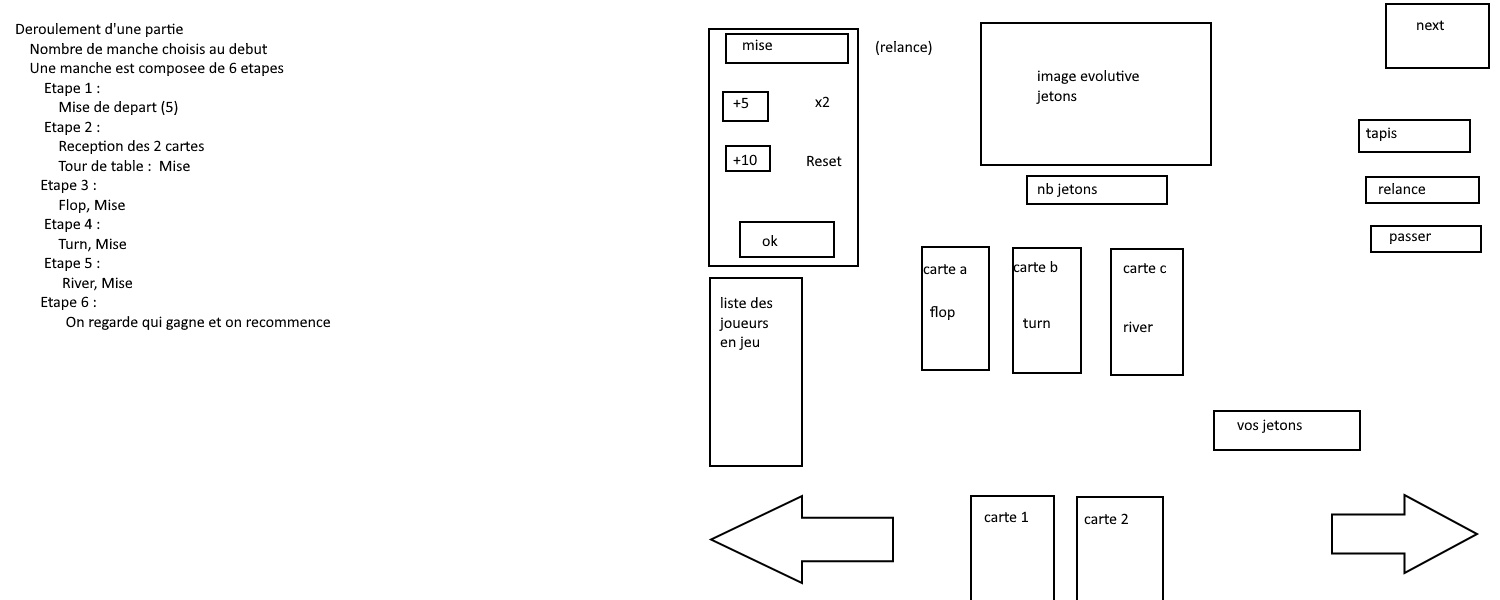 Deroulement d'une partie
Nombre de manche choisis au debut
Une manche est composee de 6 etapes
Etape 1 :
Mise de depart (5)
Etape 2 :
Reception des 2 cartes
Tour de table :  Mise
Etape 3 :
Flop, Mise
Etape 4 :
Turn, Mise
Etape 5 :
River, Mise
Etape 6 :
On regarde qui gagne et on recommence
mise
(relance)
+5
x2
+10
Reset
ok
liste des
joueurs
en jeu
image evolutive
jetons
nb jetons
carte a
flop
carte b
turn
carte c
river
next
tapis
relance
passer
vos jetons
carte 1
carte 2